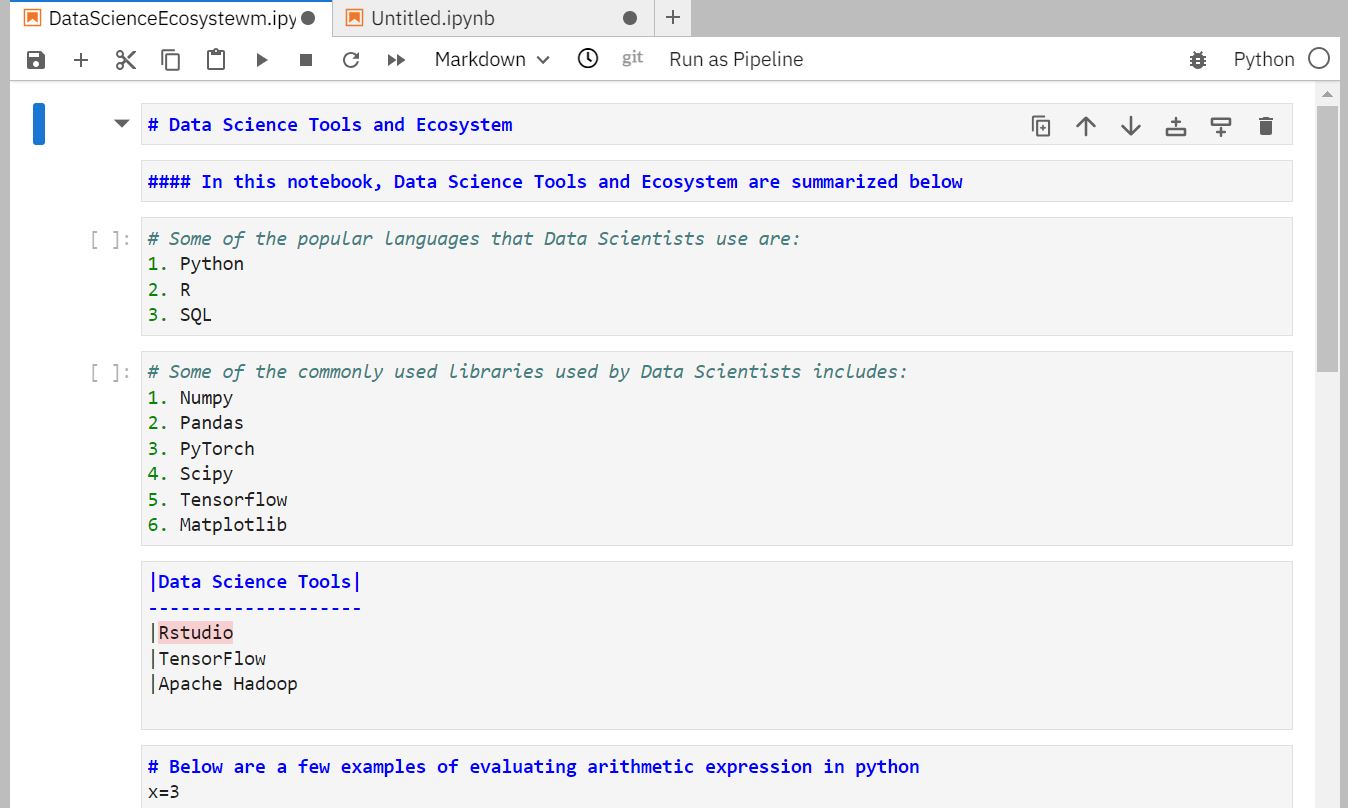 DataScienceEcosystewm.ipy
Untitled.ipynb
+
Markdown
git
Run as Pipeline
Python
# Data Science Tools and Ecosystem
#### In this notebook, Data Science Tools and Ecosystem are summarized below
[ ]:
# Some of the popular languages that Data Scientists use are:
1. Python
2. R
3. SQL
[ ]:
# Some of the commonly used libraries used by Data Scientists includes:
1. Numpy
2. Pandas
3. PyTorch
4. Scipy
5. Tensorflow
6. Matplotlib
|Data Science Tools|
--------------------
|Rstudio
|TensorFlow
|Apache Hadoop
# Below are a few examples of evaluating arithmetic expression in python
x=3